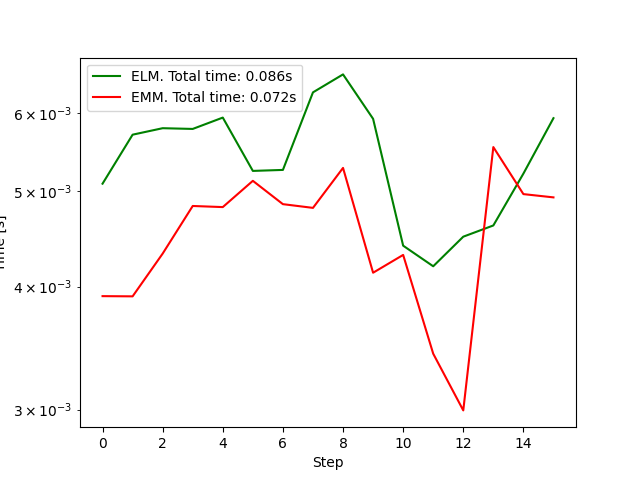 ELM. Total time: 0.086s
EMM. Total time: 0.072s
6 × 10⁻³
5 × 10⁻³
4 × 10⁻³
3 × 10⁻³
[s]
0 2 4 6 8 10 12 14
Step